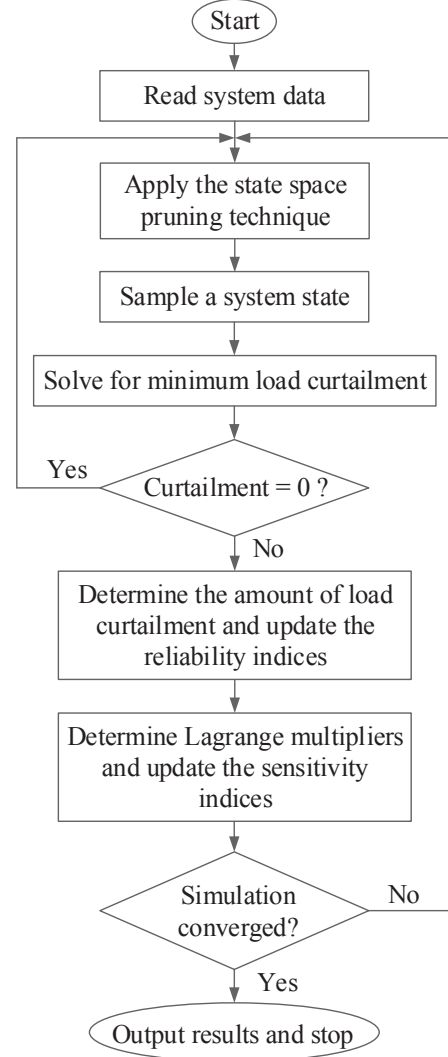 Start
Read system data
Apply the state space
pruning technique
Sample a system state
Solve for minimum load curtailment
Yes
Curtailment = 0 ?
No
Determine the amount of load
curtailment and update the
reliability indices
Determine Lagrange multipliers
and update the sensitivity
indices
Simulation
converged?
No
Yes
Output results and stop